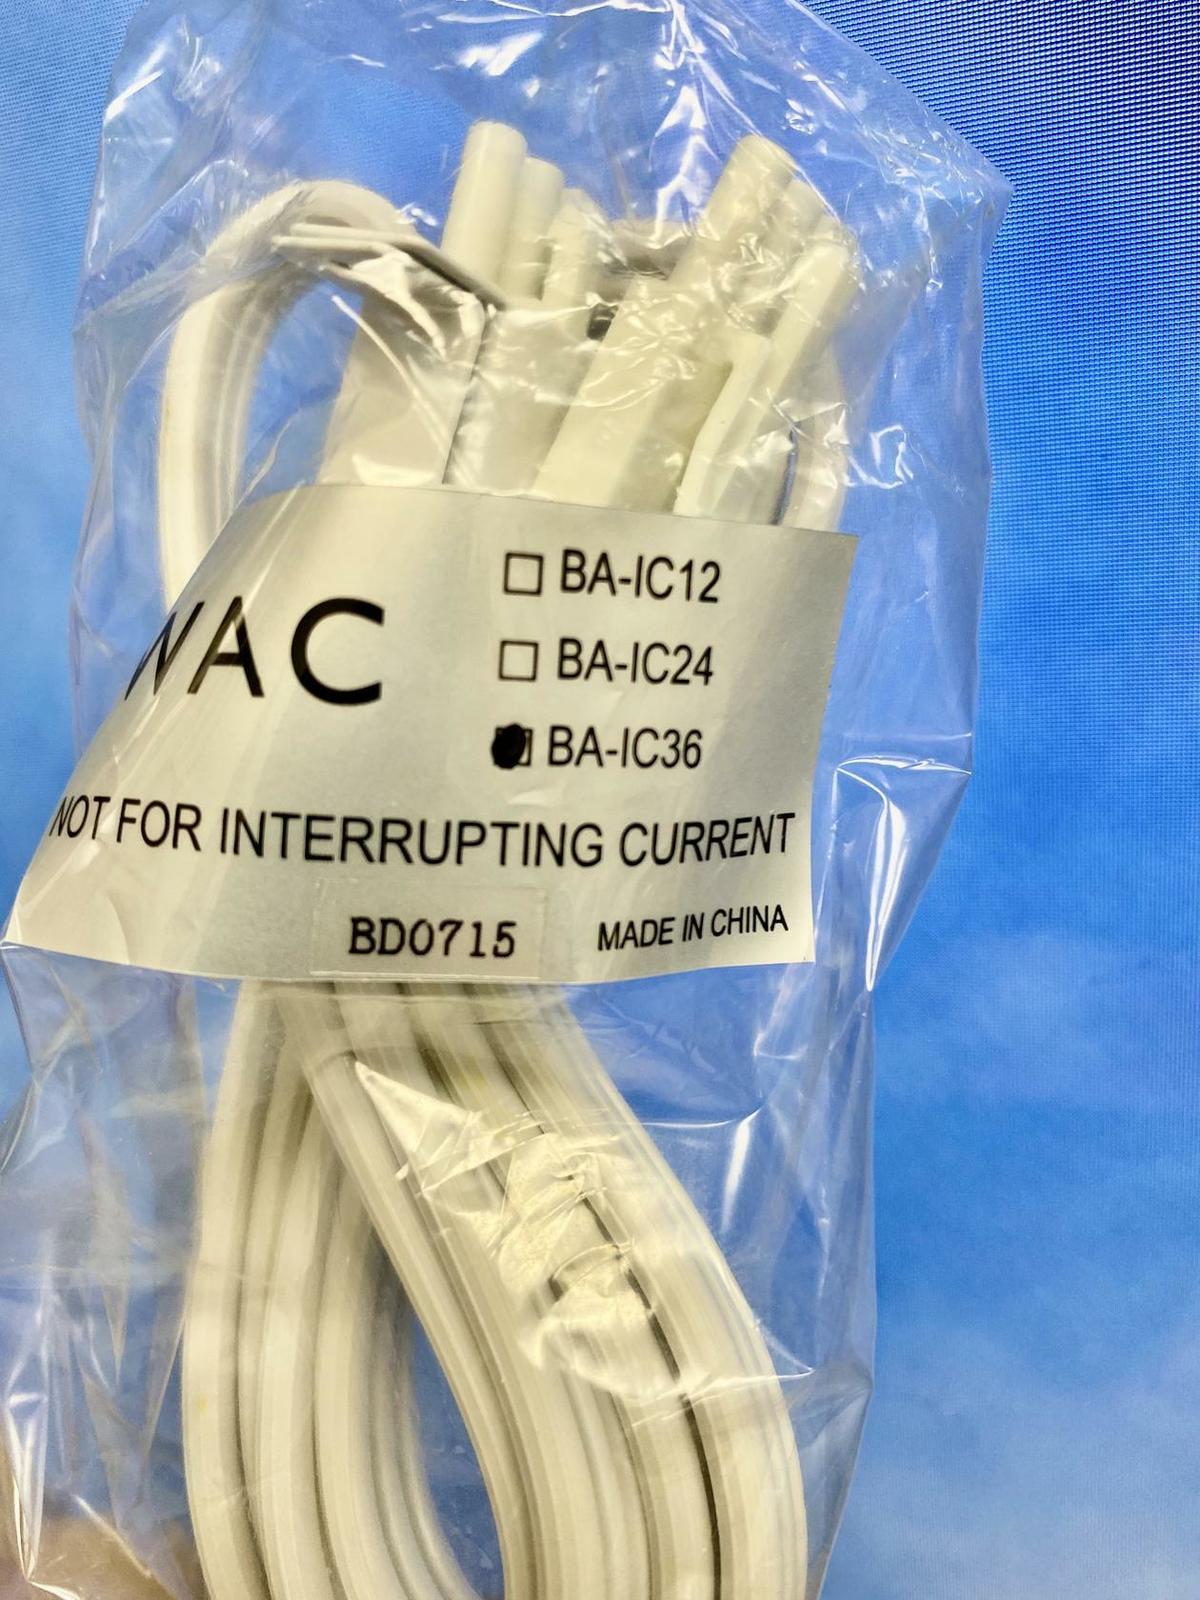 WAC
☐ BA-IC12
☐ BA-IC24
BA-IC36
NOT FOR INTERRUPTING CURRENT
BD0715
MADE IN CHINA